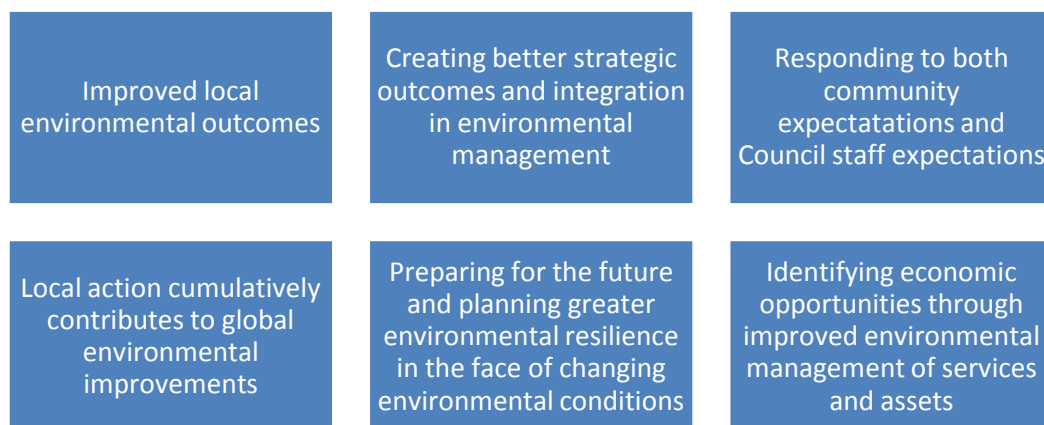 Improved local
environmental outcomes
Creating better strategic
outcomes and integration
in environmental
management
Responding to both
community
expectatations and
Council staff expectations
Local action cumulatively
contributes to global
environmental
improvements
Preparing for the future
and planning greater
environmental resilience
in the face of changing
environmental conditions
Identifying economic
opportunities through
improved environmental
management of services
and assets